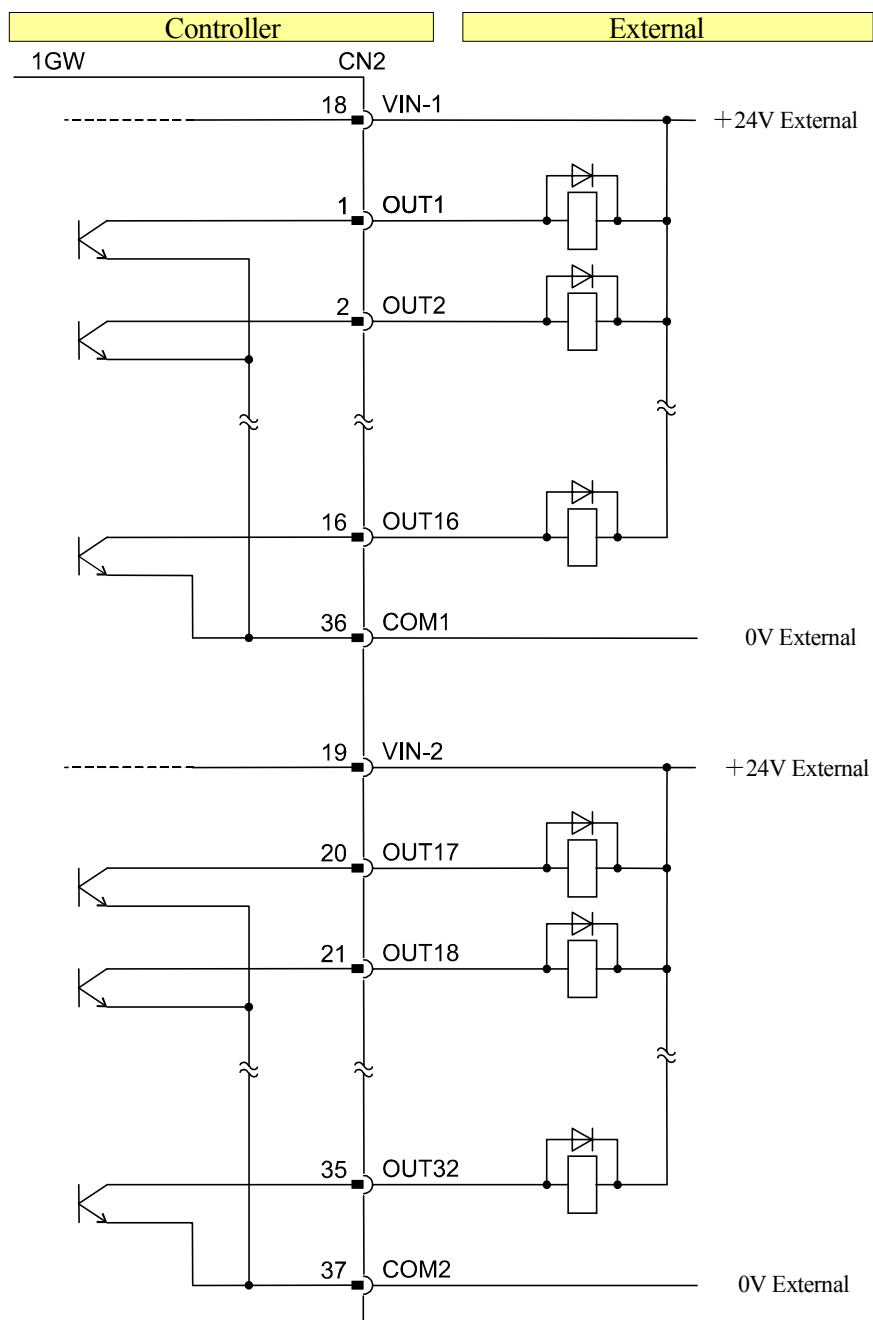 Controller External
1GW CN2
18 VIN-1 +24V External
1 OUT1
2 OUT2
16 OUT16
36 COM1 0V External
19 VIN-2 +24V External
20 OUT17
21 OUT18
35 OUT32
37 COM2 0V External